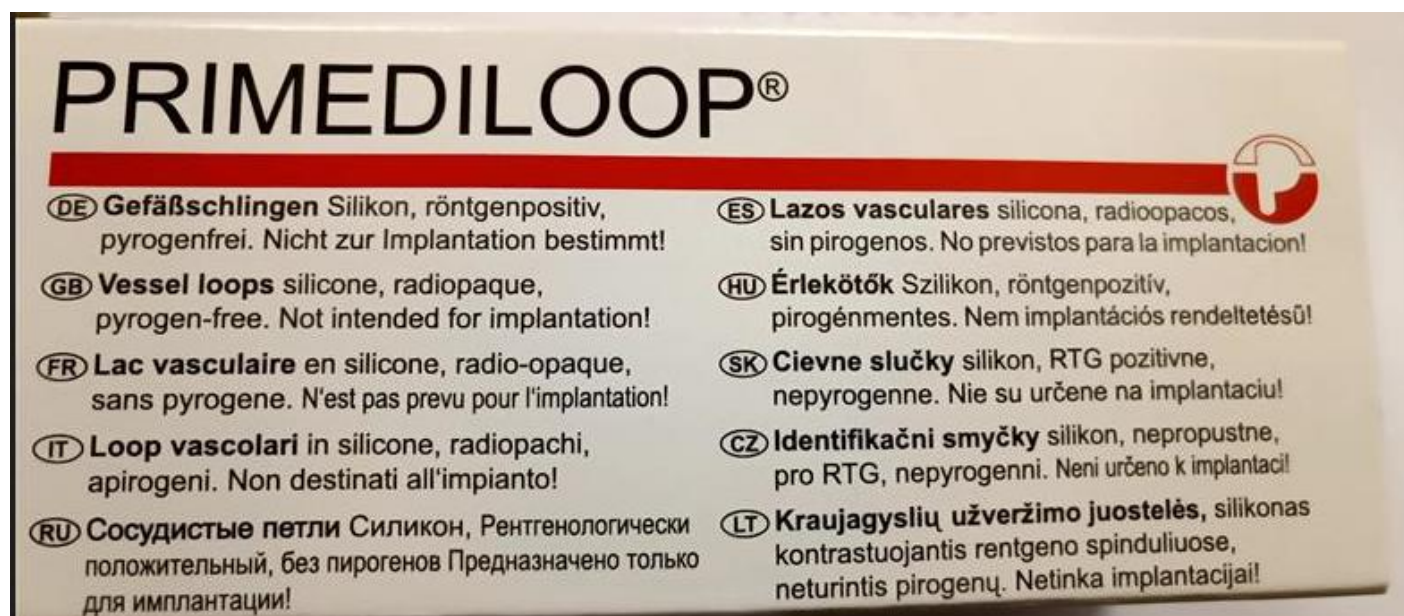 PRIMEDILOOP®
DE Gefäßschlingen Silikon, röntgenpositiv,
pyrogenfrei. Nicht zur Implantation bestimmt!
GB Vessel loops silicone, radiopaque,
pyrogen-free. Not intended for implantation!
FR Lac vasculaire en silicone, radio-opaque,
sans pyrogene. N'est pas prevu pour l'implantation!
IT Loop vascolari in silicone, radiopachi,
apirogeni. Non destinati all'impianto!
RU Сосудистые петли Силикон, Рентгенологически
положительный, без пирогенов Предназначено только
для имплантации!
P
ES Lazos vasculares silicona, radioopacos,
sin pirogenos. No previstos para la implantacion!
HU Érlekötők Szilikon, röntgenpozitív,
pirogénmentes. Nem implantációs rendeltetésű!
SK Cievne slučky silikon, RTG pozitivne,
nepyrogenne. Nie su určene na implantaciu!
CZ Identifikačni smyčky silikon, nepropustne,
pro RTG, nepyrogenni. Neni určeno k implantaci!
LT Kraujagyslių užveržimo juostelės, silikonas
kontrastuojantis rentgeno spinduliuose,
neturintis pirogenų. Netinka implantacijai!